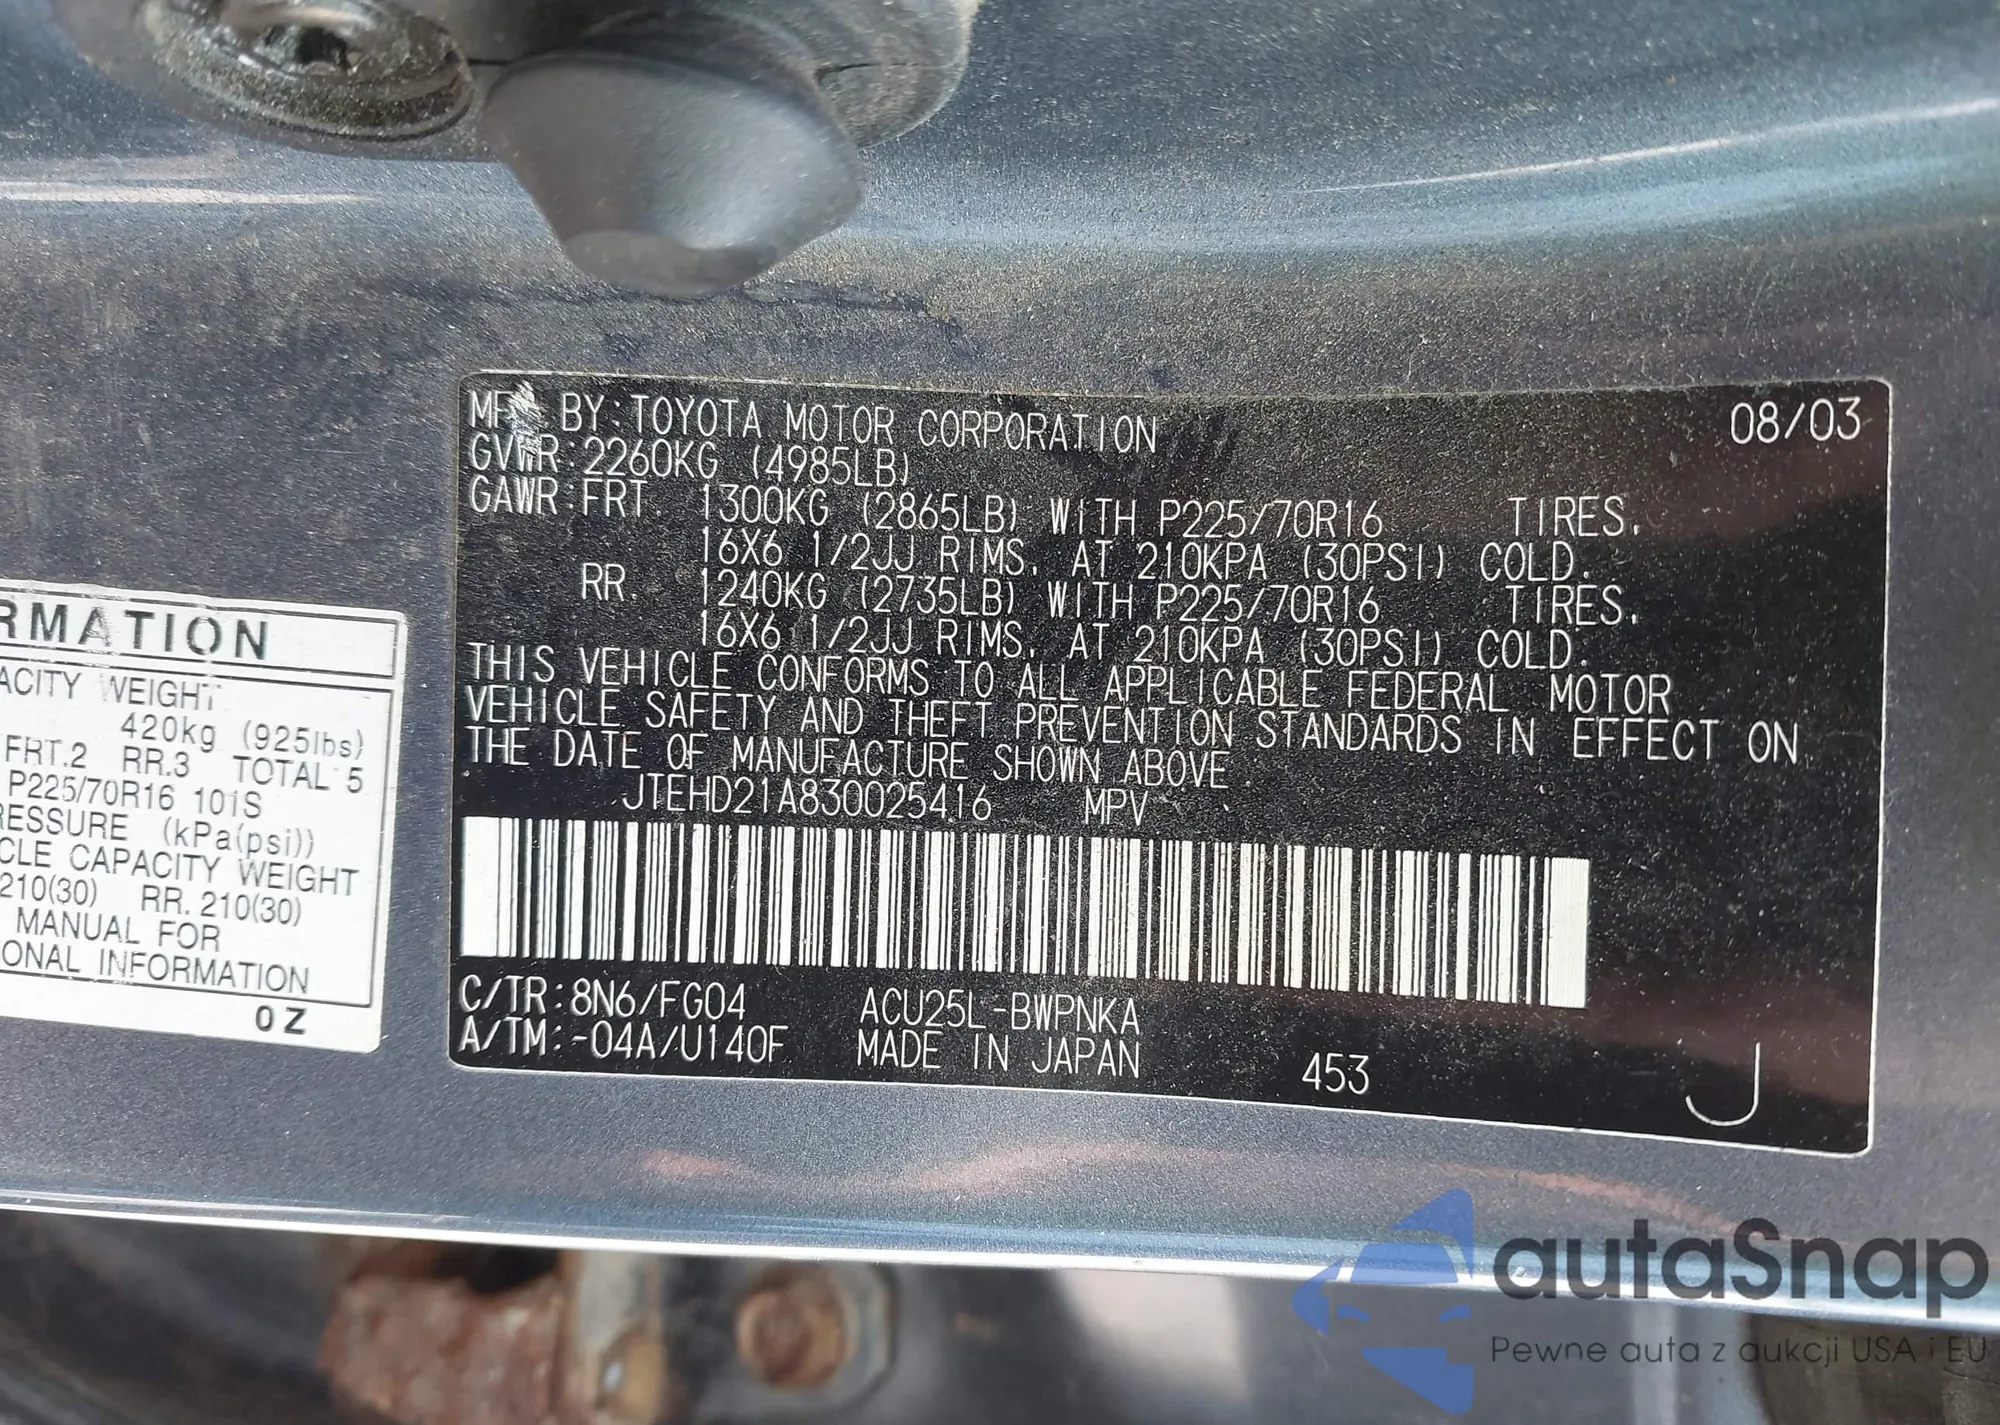 MFD. BY:TOYOTA MOTOR CORPORATION 08/03
GVWR:2260KG (4985LB)
GAWR:FRT. 1300KG (2865LB) WITH P225/70R16 TIRES,
16X6 1/2JJ RIMS, AT 210KPA (30PSI) COLD.
RR. 1240KG (2735LB) WITH P225/70R16 TIRES,
16X6 1/2JJ RIMS, AT 210KPA (30PSI) COLD.
THIS VEHICLE CONFORMS TO ALL APPLICABLE FEDERAL MOTOR
VEHICLE SAFETY AND THEFT PREVENTION STANDARDS IN EFFECT ON
THE DATE OF MANUFACTURE SHOWN ABOVE.
JTEHD21A830025416 MPV
C/TR:8N6/FG04 ACU25L-BWPNKA
A/TM:-04A/U140F MADE IN JAPAN 453 J
RMATION
ACITY WEIGHT
420kg (925lbs)
FRT.2 RR.3 TOTAL 5
P225/70R16 101S
RESSURE (kPa(psi))
CLE CAPACITY WEIGHT
210(30) RR. 210(30)
MANUAL FOR
ONAL INFORMATION
0Z
autaSnap
Pewne auta z aukcji USA i EU